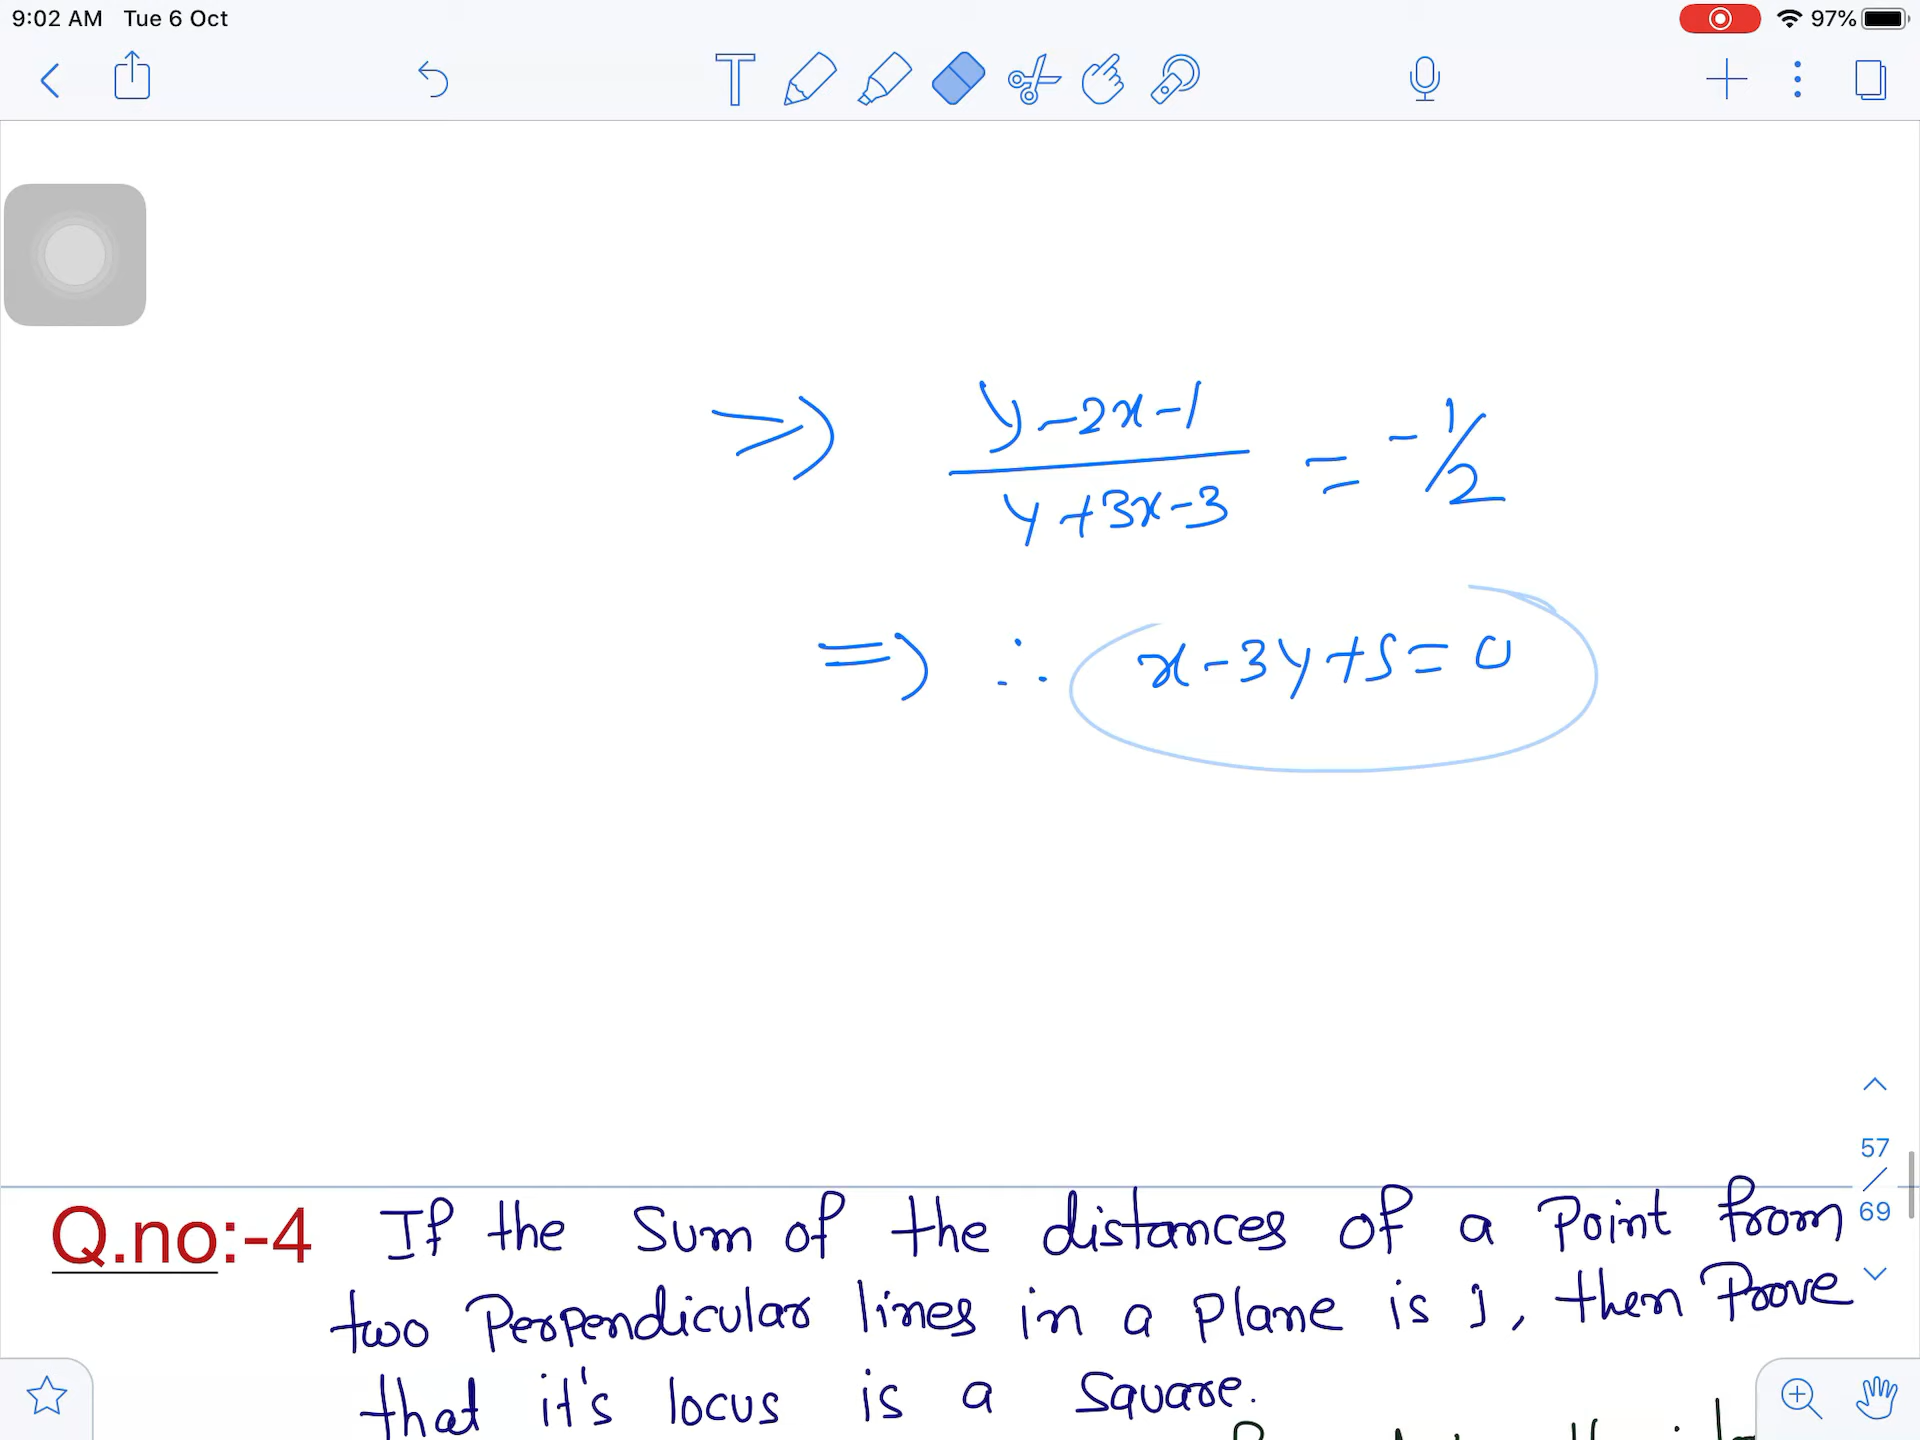 9:02 AM Tue 6 Oct 97%
T
⇒ y-2x-1 / y+3x-3 = -1/2
⇒ ∴ x-3y+5=0
57
/
69
Q.no:-4 If the Sum of the distances of a Point from
two Perpendicular lines in a Plane is 1, then Prove
that it's locus is a Square.